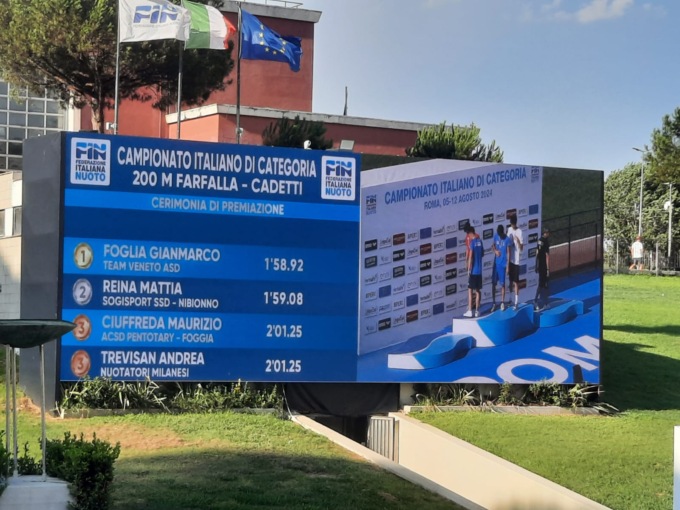 FIN
FIN
FEDERAZIONE
ITALIANA
NUOTO
CAMPIONATO ITALIANO DI CATEGORIA
200 M FARFALLA - CADETTI
FIN
FEDERAZIONE
ITALIANA
NUOTO
CERIMONIA DI PREMIAZIONE
1 FOGLIA GIANMARCO 1'58.92
TEAM VENETO ASD
2 REINA MATTIA 1'59.08
SOGISPORT SSD - NIBIONNO
3 CIUFFREDA MAURIZIO 2'01.25
ACSD PENTOTARY - FOGGIA
3 TREVISAN ANDREA 2'01.25
NUOTATORI MILANESI
CAMPIONATO ITALIANO DI CATEGORIA
ROMA, 05-12 AGOSTO 2024